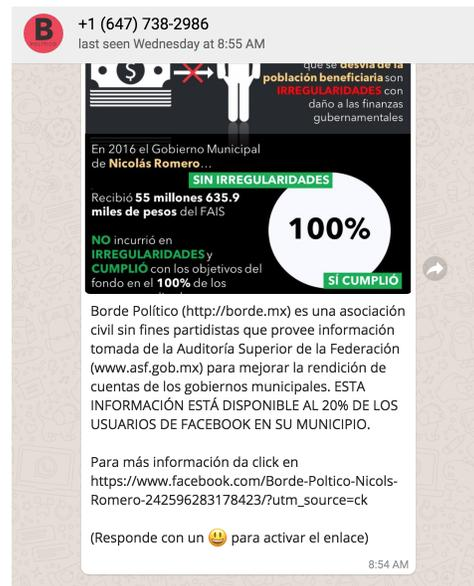 B
POLÍTICO
+1 (647) 738-2986
last seen Wednesday at 8:55 AM
$
que se desvía de la
población beneficiaria son
IRREGULARIDADES con
daño a las finanzas
gubernamentales
En 2016 el Gobierno Municipal
de Nicolás Romero...
SIN IRREGULARIDADES
Recibió 55 millones 635.9
miles de pesos del FAIS
100%
NO incurrió en
IRREGULARIDADES y
CUMPLIÓ con los objetivos del
fondo en el 100% de los
SÍ CUMPLIÓ
Borde Político (http://borde.mx) es una asociación
civil sin fines partidistas que provee información
tomada de la Auditoría Superior de la Federación
(www.asf.gob.mx) para mejorar la rendición de
cuentas de los gobiernos municipales. ESTA
INFORMACIÓN ESTÁ DISPONIBLE AL 20% DE LOS
USUARIOS DE FACEBOOK EN SU MUNICIPIO.
Para más información da click en
https://www.facebook.com/Borde-Poltico-Nicols-
Romero-242596283178423/?utm_source=ck
(Responde con un 😃 para activar el enlace)
8:54 AM